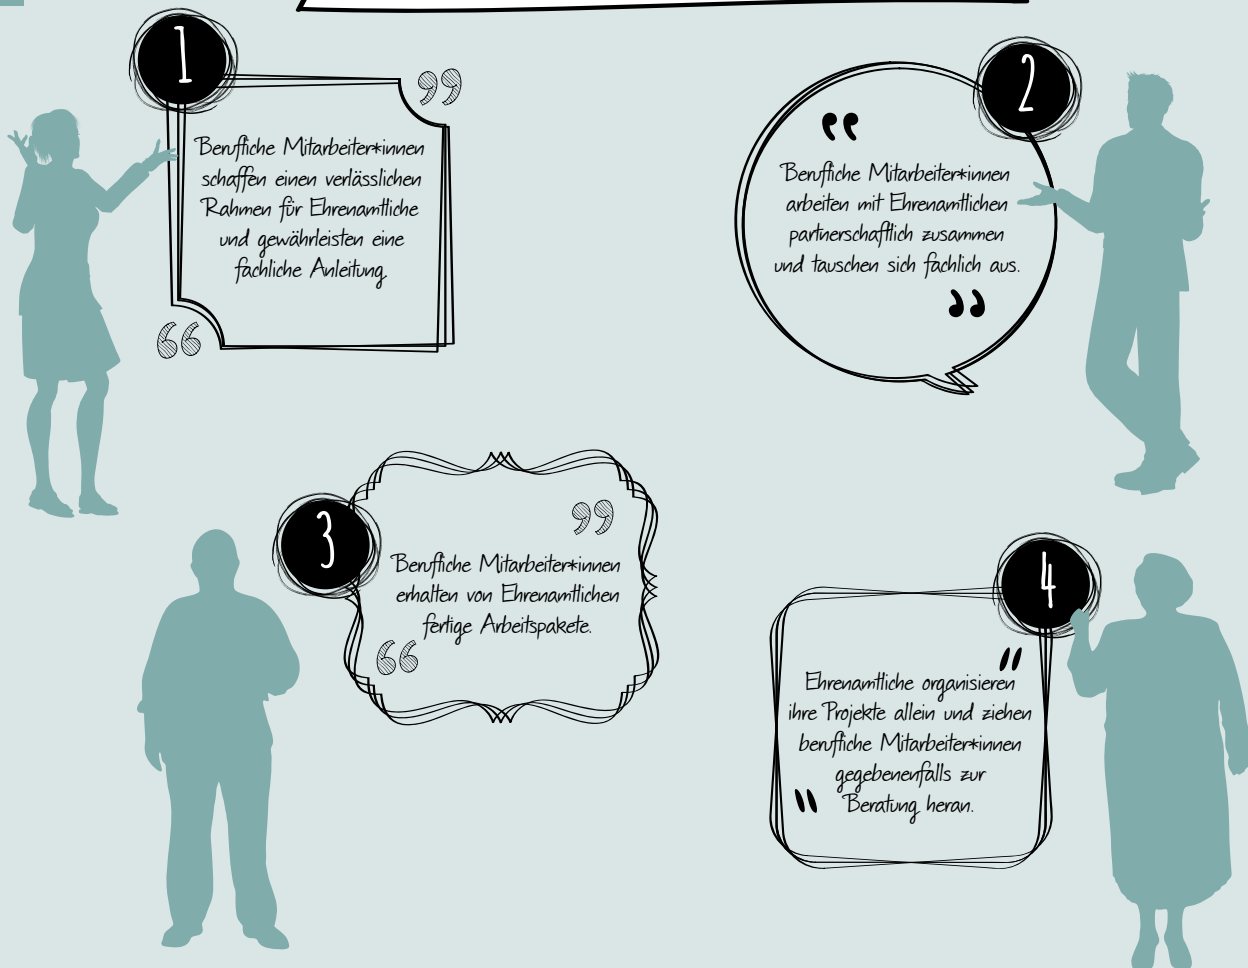 1
Berufliche Mitarbeiter*innen
schaffen einen verlässlichen
Rahmen für Ehrenamtliche
und gewährleisten eine
fachliche Anleitung.
2
Berufliche Mitarbeiter*innen
arbeiten mit Ehrenamtlichen
partnerschaftlich zusammen
und tauschen sich fachlich aus.
3
Berufliche Mitarbeiter*innen
erhalten von Ehrenamtlichen
fertige Arbeitspakete.
4
Ehrenamtliche organisieren
ihre Projekte allein und ziehen
berufliche Mitarbeiter*innen
gegebenenfalls zur
Beratung heran.